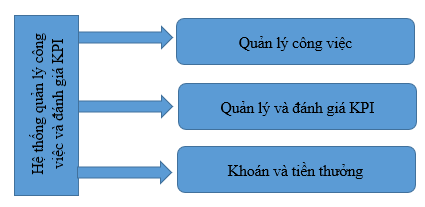 Hệ thống quản lý công
việc và đánh giá KPI
Quản lý công việc
Quản lý và đánh giá KPI
Khoán và tiền thưởng